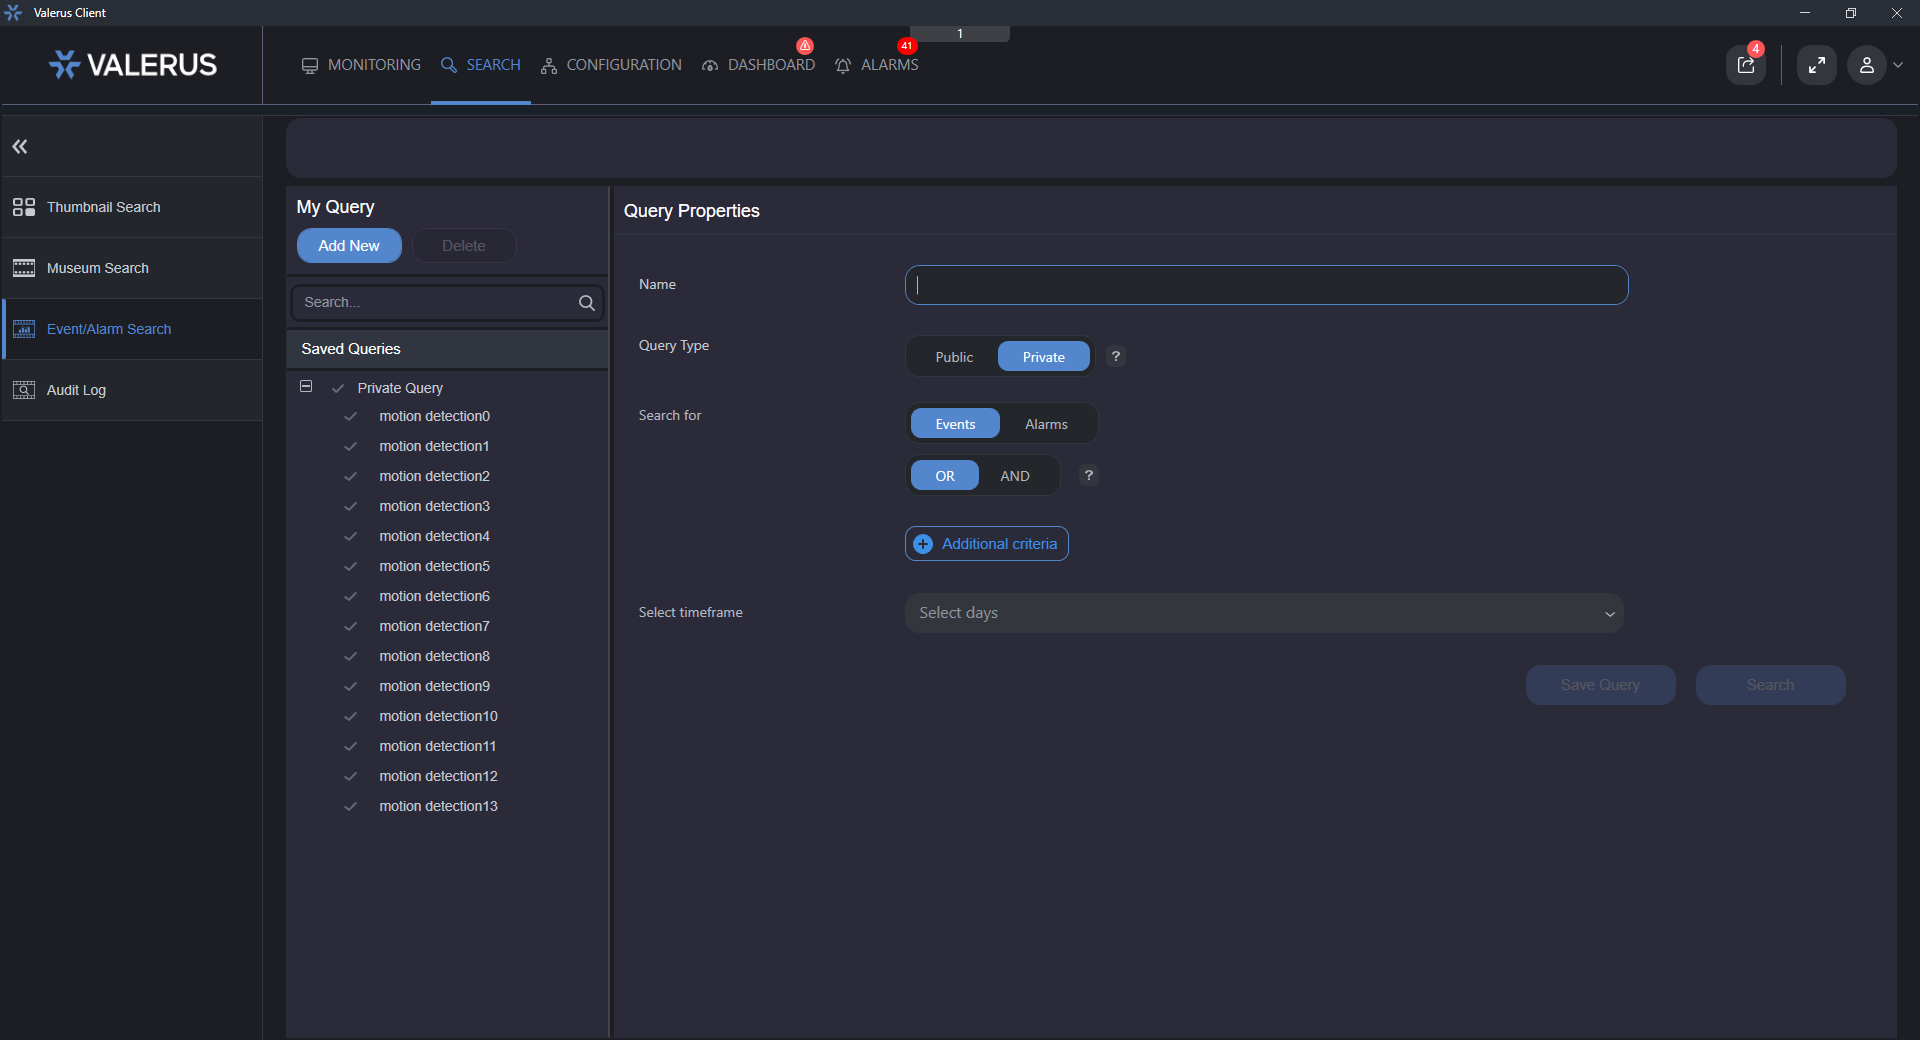 Valerus Client
1
VALERUS
MONITORING
SEARCH
CONFIGURATION
DASHBOARD
41
ALARMS
4
Thumbnail Search
Museum Search
Event/Alarm Search
Audit Log
My Query
Add New
Delete
Search...
Saved Queries
Private Query
motion detection0
motion detection1
motion detection2
motion detection3
motion detection4
motion detection5
motion detection6
motion detection7
motion detection8
motion detection9
motion detection10
motion detection11
motion detection12
motion detection13
Query Properties
Name
Query Type
Public
Private
?
Search for
Events
Alarms
OR
AND
?
Additional criteria
Select timeframe
Select days
Save Query
Search